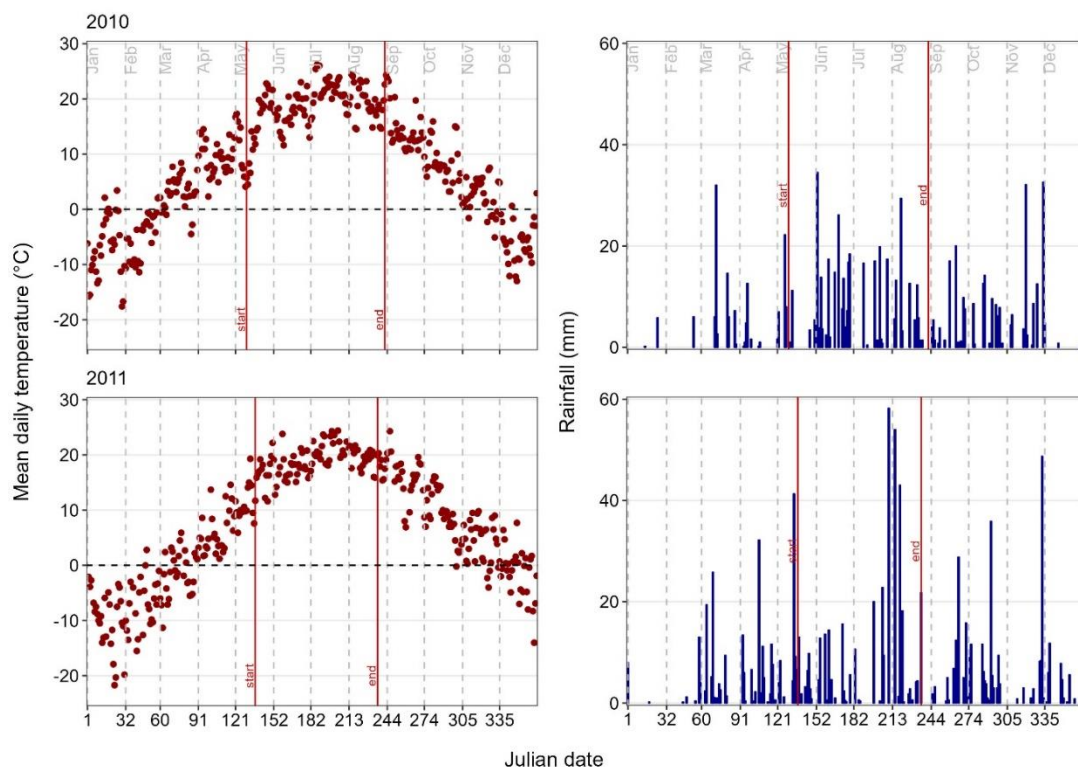 2010
Mean daily temperature (°C)
30
20
10
0
-10
-20
Jan Feb Mar Apr May Jun Jul Aug Sep Oct Nov Dec
start
end
Rainfall (mm)
60
40
20
0
Jan Feb Mar Apr May Jun Jul Aug Sep Oct Nov Dec
start
end
2011
30
20
10
0
-10
-20
start
end
1 32 60 91 121 152 182 213 244 274 305 335
60
40
20
0
start
end
1 32 60 91 121 152 182 213 244 274 305 335
Julian date